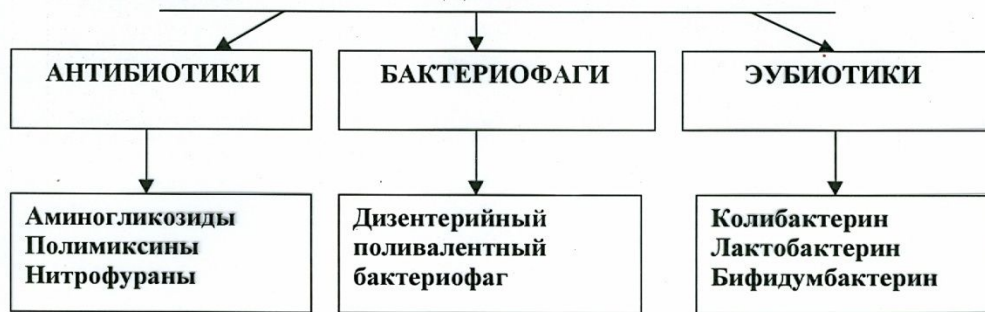 АНТИБИОТИКИ
БАКТЕРИОФАГИ
ЭУБИОТИКИ
Аминогликозиды
Полимиксины
Нитрофураны
Дизентерийный
поливалентный
бактериофаг
Колибактерин
Лактобактерин
Бифидумбактерин